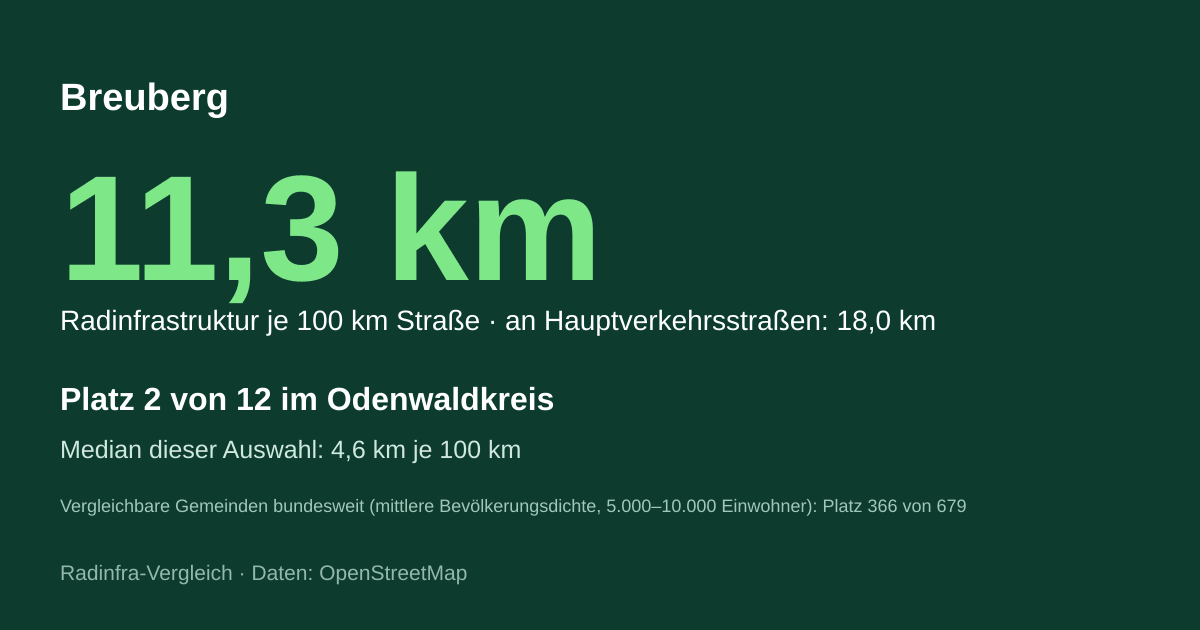 Breuberg
11,3 km
Radinfrastruktur je 100 km Straße · an Hauptverkehrsstraßen: 18,0 km
Platz 2 von 12 im Odenwaldkreis
Median dieser Auswahl: 4,6 km je 100 km
Vergleichbare Gemeinden bundesweit (mittlere Bevölkerungsdichte, 5.000–10.000 Einwohner): Platz 366 von 679
Radinfra-Vergleich · Daten: OpenStreetMap